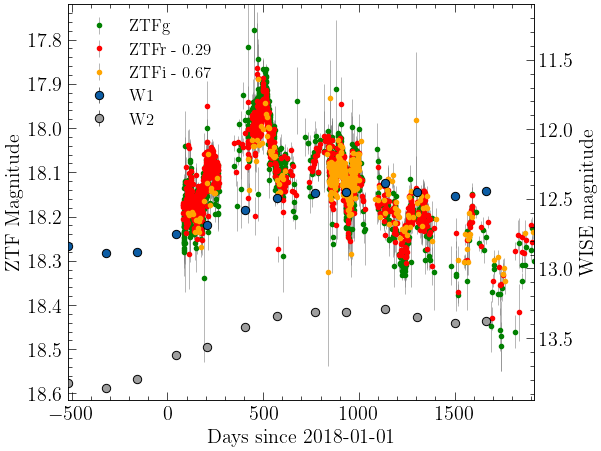 ZTFg
ZTFr - 0.29
ZTFi - 0.67
W1
W2
17.8
17.9
18.0
18.1
18.2
18.3
18.4
18.5
18.6
ZTF Magnitude
11.5
12.0
12.5
13.0
13.5
WISE magnitude
−500
0
500
1000
1500
Days since 2018-01-01